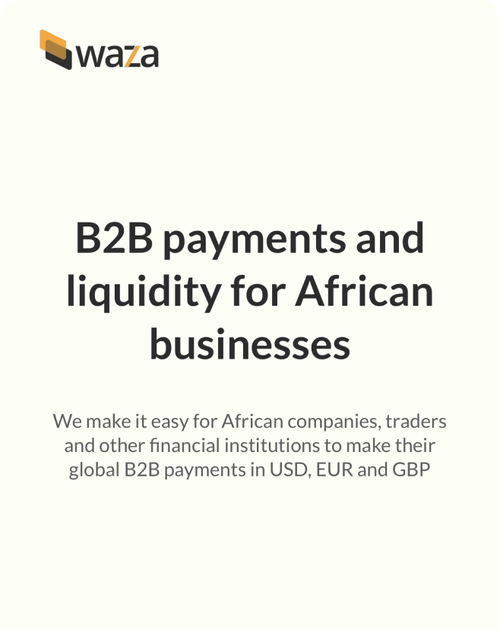 waza
B2B payments and
liquidity for African
businesses
We make it easy for African companies, traders
and other financial institutions to make their
global B2B payments in USD, EUR and GBP